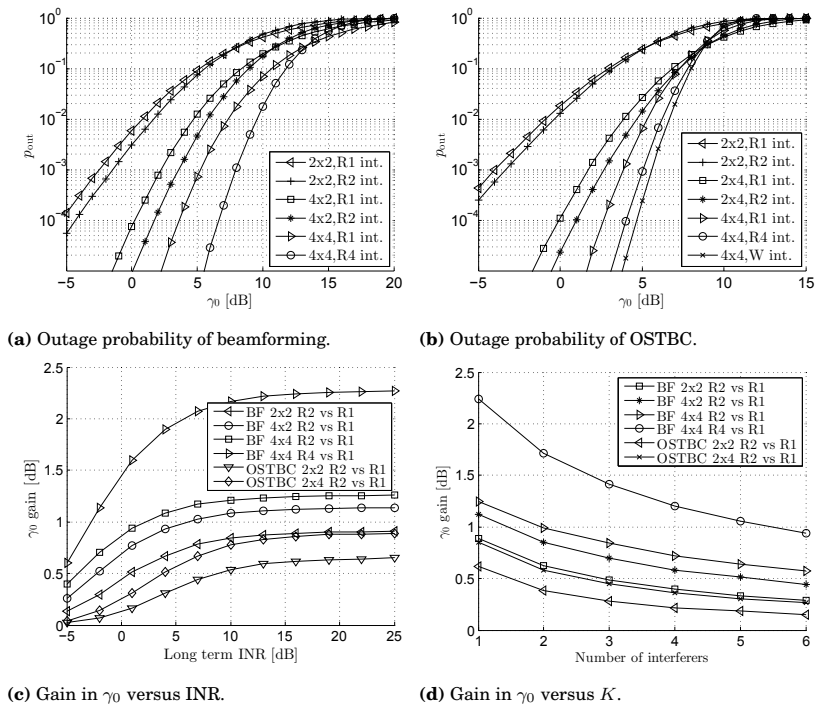 10⁰
10⁻¹
10⁻²
10⁻³
10⁻⁴
p_out
−5 0 5 10 15 20
γ₀ [dB]
2x2,R1 int.
2x2,R2 int.
4x2,R1 int.
4x2,R2 int.
4x4,R1 int.
4x4,R4 int.
(a) Outage probability of beamforming.
10⁰
10⁻¹
10⁻²
10⁻³
10⁻⁴
p_out
−5 0 5 10 15
γ₀ [dB]
2x2,R1 int.
2x2,R2 int.
2x4,R1 int.
2x4,R2 int.
4x4,R1 int.
4x4,R4 int.
4x4,W int.
(b) Outage probability of OSTBC.
2.5
2
1.5
1
0.5
0
γ₀ gain [dB]
−5 0 5 10 15 20 25
Long term INR [dB]
BF 2x2 R2 vs R1
BF 4x2 R2 vs R1
BF 4x4 R2 vs R1
BF 4x4 R4 vs R1
OSTBC 2x2 R2 vs R1
OSTBC 2x4 R2 vs R1
(c) Gain in γ₀ versus INR.
2.5
2
1.5
1
0.5
0
γ₀ gain [dB]
1 2 3 4 5 6
Number of interferers
BF 2x2 R2 vs R1
BF 4x2 R2 vs R1
BF 4x4 R2 vs R1
BF 4x4 R4 vs R1
OSTBC 2x2 R2 vs R1
OSTBC 2x4 R2 vs R1
(d) Gain in γ₀ versus K.